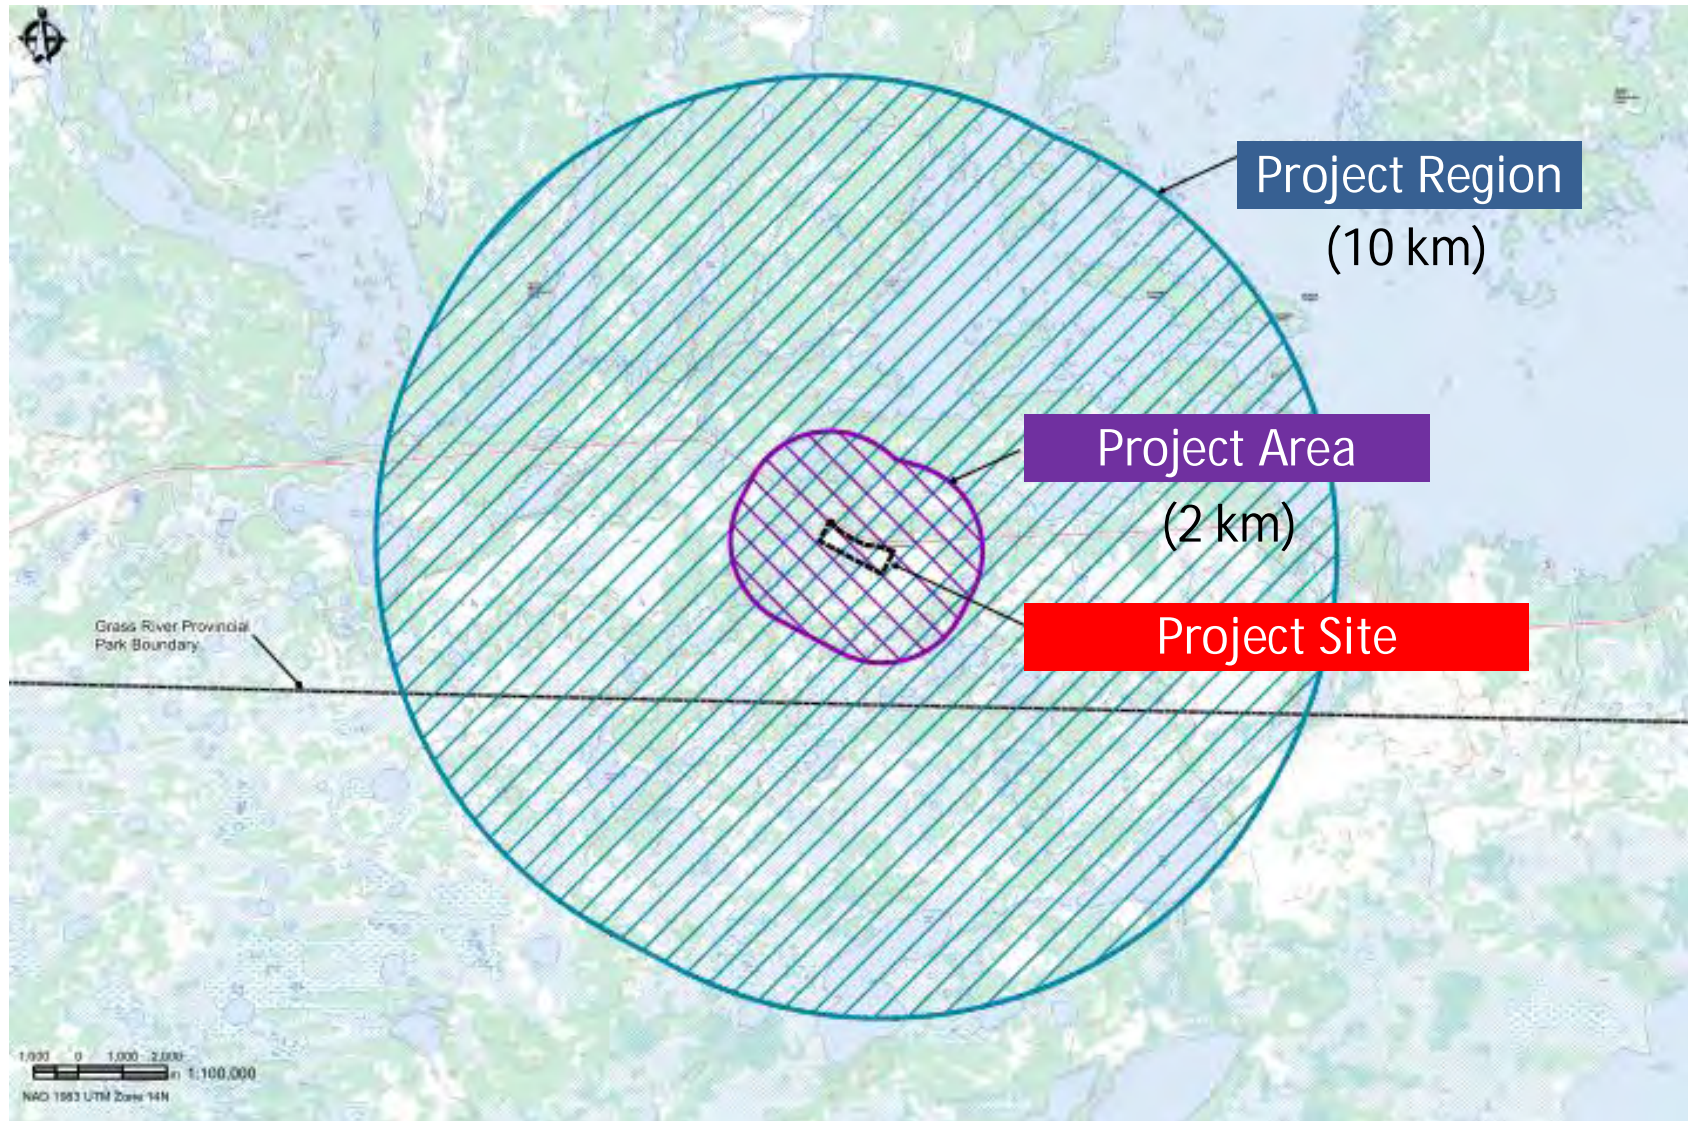 Project Region
(10 km)
Project Area
(2 km)
Project Site
Grass River Provincial
Park Boundary
1,000 0 1,000 2,000
m 1:100,000
NAD 1983 UTM Zone 14N